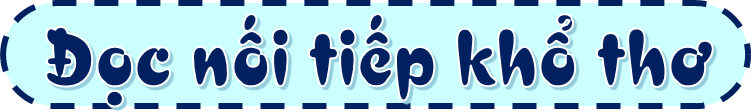 Đọc nối tiếp khổ thơ